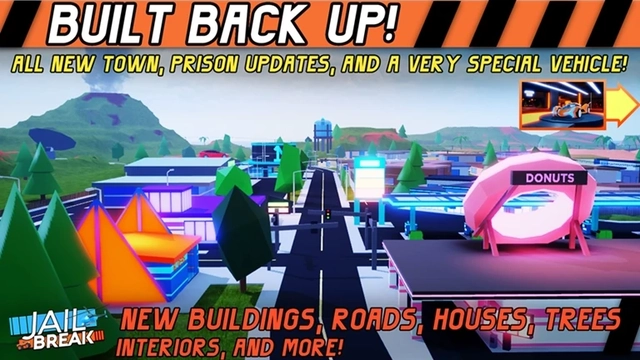 BUILT BACK UP!
ALL NEW TOWN, PRISON UPDATES, AND A VERY SPECIAL VEHICLE!
DONUTS
JAIL
BREAK
NEW BUILDINGS, ROADS, HOUSES, TREES
INTERIORS, AND MORE!